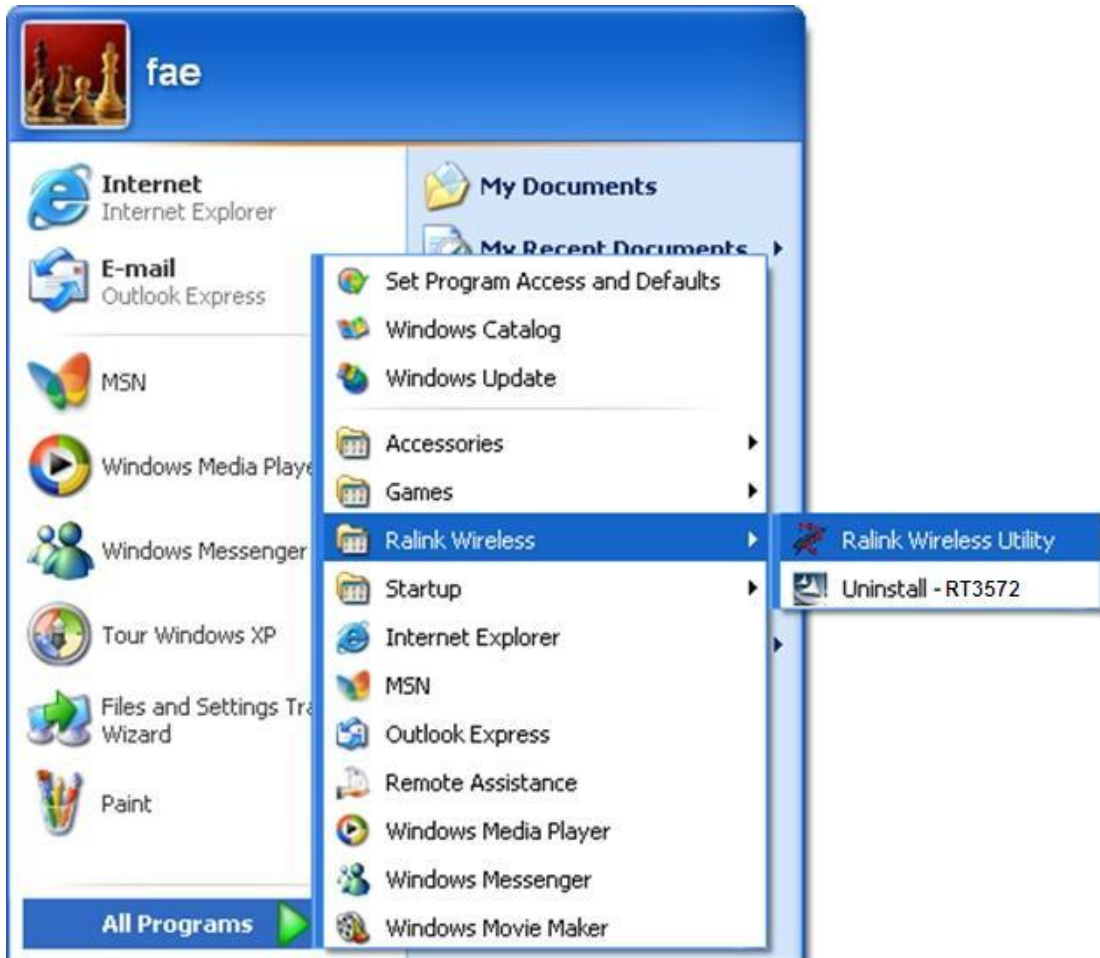 fae
Internet
Internet Explorer
E-mail
Outlook Express
MSN
Windows Media Playe
Windows Messenger
Tour Windows XP
Files and Settings Tra
Wizard
Paint
All Programs
My Documents
My Recent Documents
Set Program Access and Defaults
Windows Catalog
Windows Update
Accessories
Games
Ralink Wireless
Startup
Internet Explorer
MSN
Outlook Express
Remote Assistance
Windows Media Player
Windows Messenger
Windows Movie Maker
Ralink Wireless Utility
Uninstall - RT3572